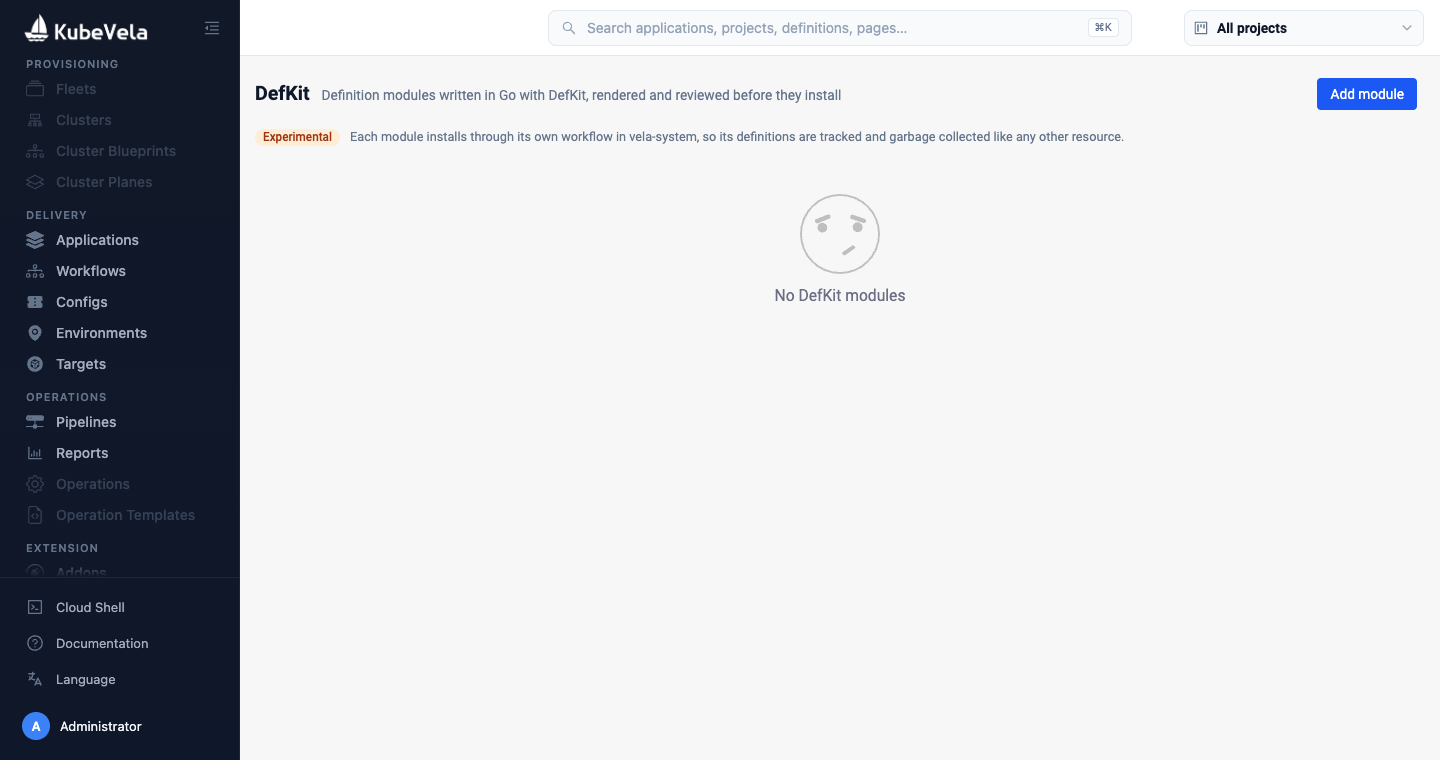 KubeVela
Search applications, projects, definitions, pages...
⌘K
All projects
PROVISIONING
Fleets
Clusters
Cluster Blueprints
Cluster Planes
DELIVERY
Applications
Workflows
Configs
Environments
Targets
OPERATIONS
Pipelines
Reports
Operations
Operation Templates
EXTENSION
Addons
Cloud Shell
Documentation
Language
A
Administrator
DefKit
Definition modules written in Go with DefKit, rendered and reviewed before they install
Add module
Experimental
Each module installs through its own workflow in vela-system, so its definitions are tracked and garbage collected like any other resource.
No DefKit modules